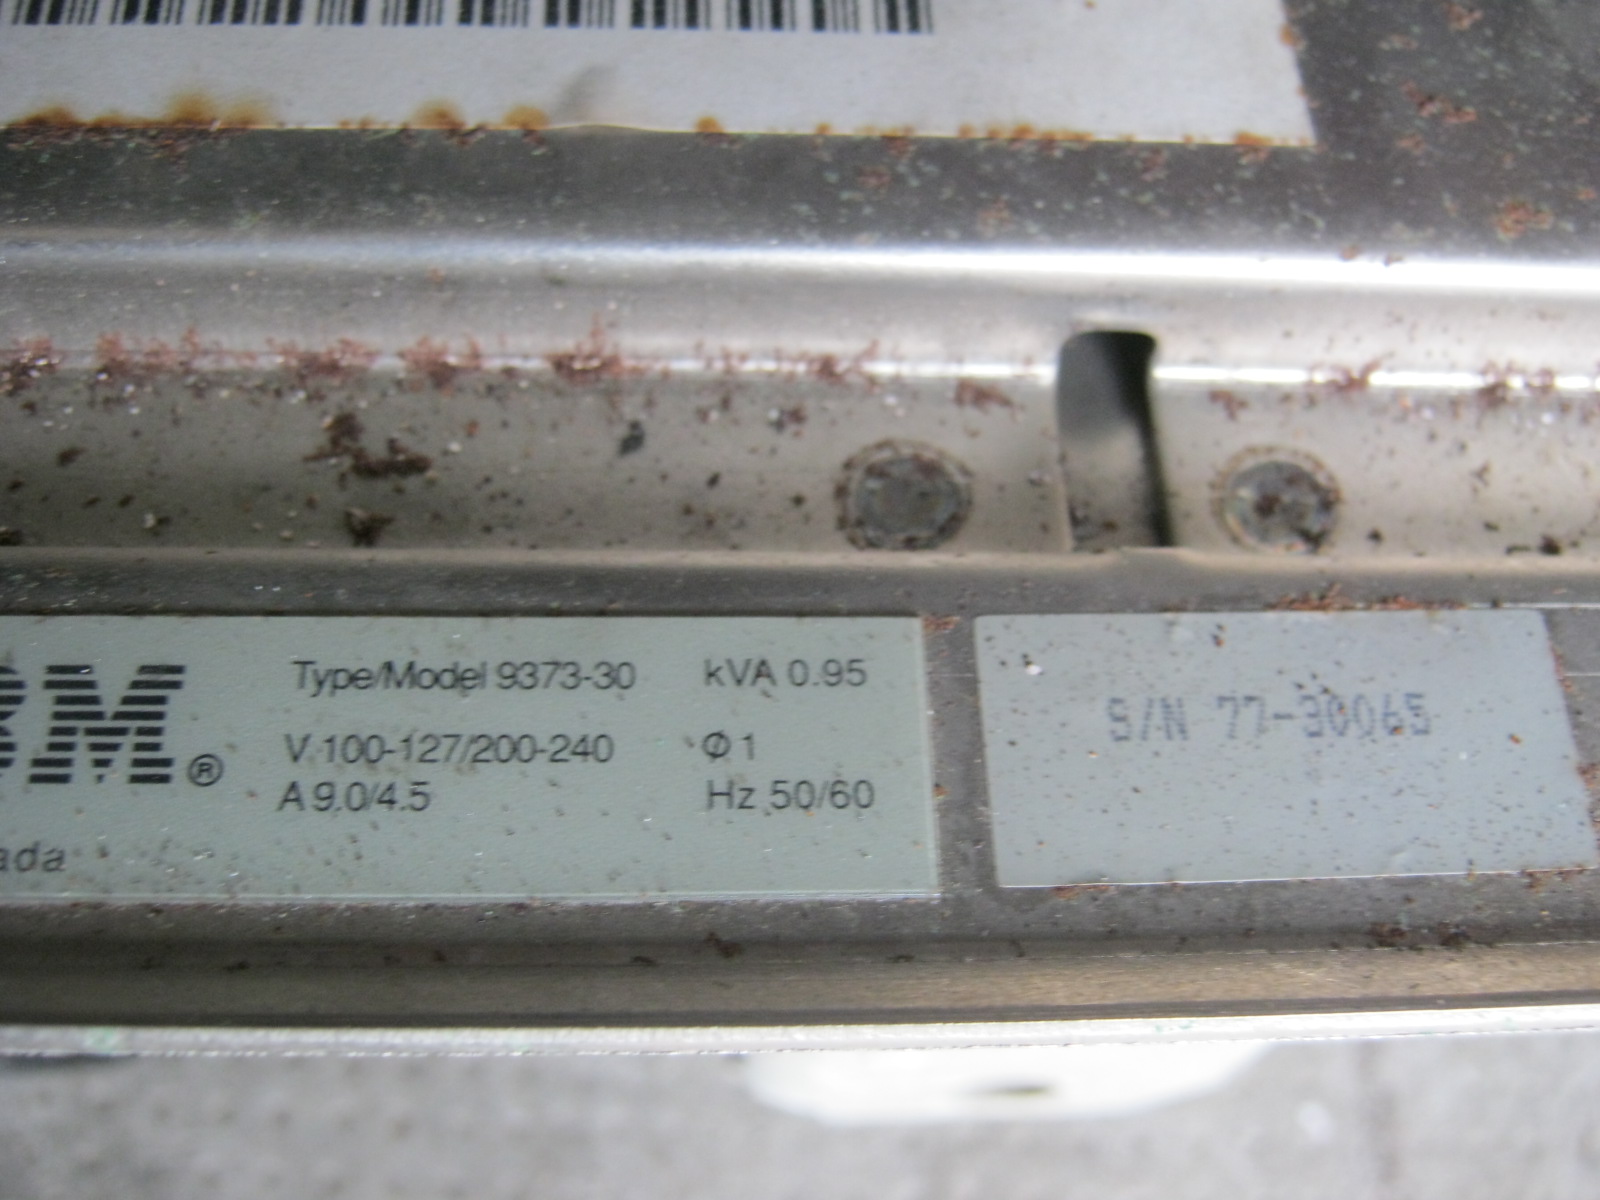 BM®
Type/Model 9373-30 kVA 0.95
V 100-127/200-240 Φ 1
A 9.0/4.5 Hz 50/60
ada
S/N 77-30065